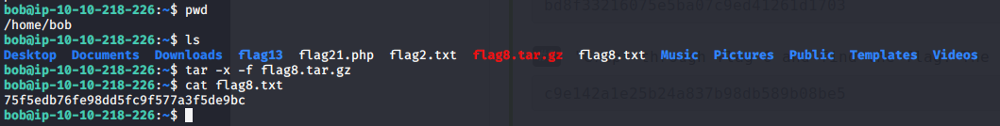 bob@ip-10-10-218-226:~$ pwd
/home/bob
bob@ip-10-10-218-226:~$ ls
Desktop Documents Downloads flag13 flag21.php flag2.txt flag8.tar.gz flag8.txt Music Pictures Public Templates Videos
bob@ip-10-10-218-226:~$ tar -x -f flag8.tar.gz
bob@ip-10-10-218-226:~$ cat flag8.txt
75f5edb76fe98dd5fc9f577a3f5de9bc
bob@ip-10-10-218-226:~$